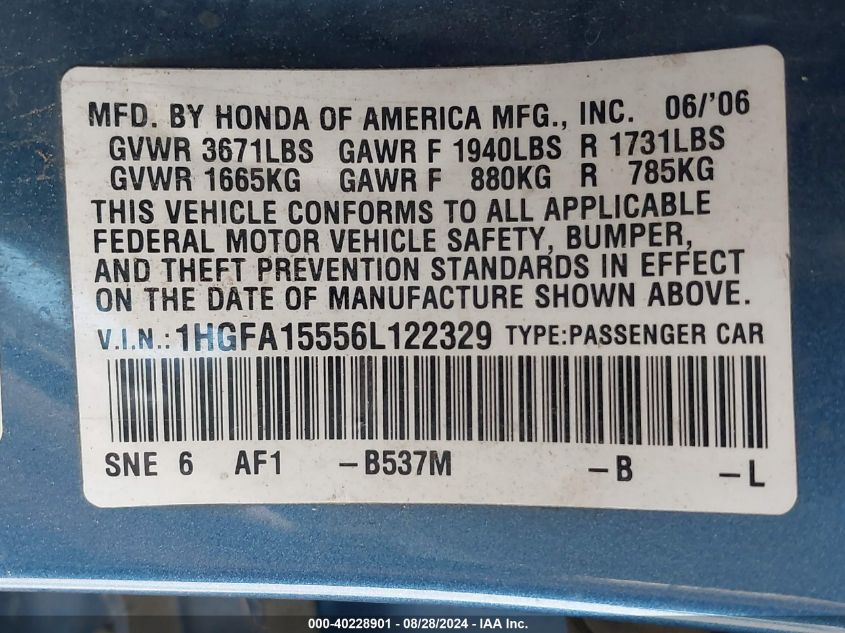 MFD. BY HONDA OF AMERICA MFG., INC. 06/'06
GVWR 3671LBS GAWR F 1940LBS R 1731LBS
GVWR 1665KG GAWR F 880KG R 785KG
THIS VEHICLE CONFORMS TO ALL APPLICABLE
FEDERAL MOTOR VEHICLE SAFETY, BUMPER,
AND THEFT PREVENTION STANDARDS IN EFFECT
ON THE DATE OF MANUFACTURE SHOWN ABOVE.
V.I.N.: 1HGFA15556L122329 TYPE:PASSENGER CAR
SNE 6 AF1 -B537M -B -L
000-40228901 - 08/28/2024 - IAA Inc.